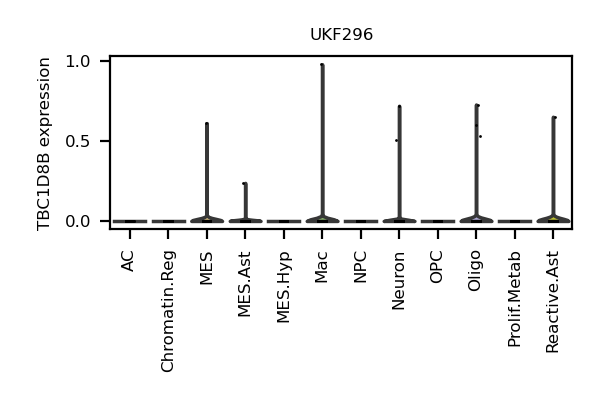 UKF296
TBC1D8B expression
1.0
0.5
0.0
AC
Chromatin.Reg
MES
MES.Ast
MES.Hyp
Mac
NPC
Neuron
OPC
Oligo
Prolif.Metab
Reactive.Ast